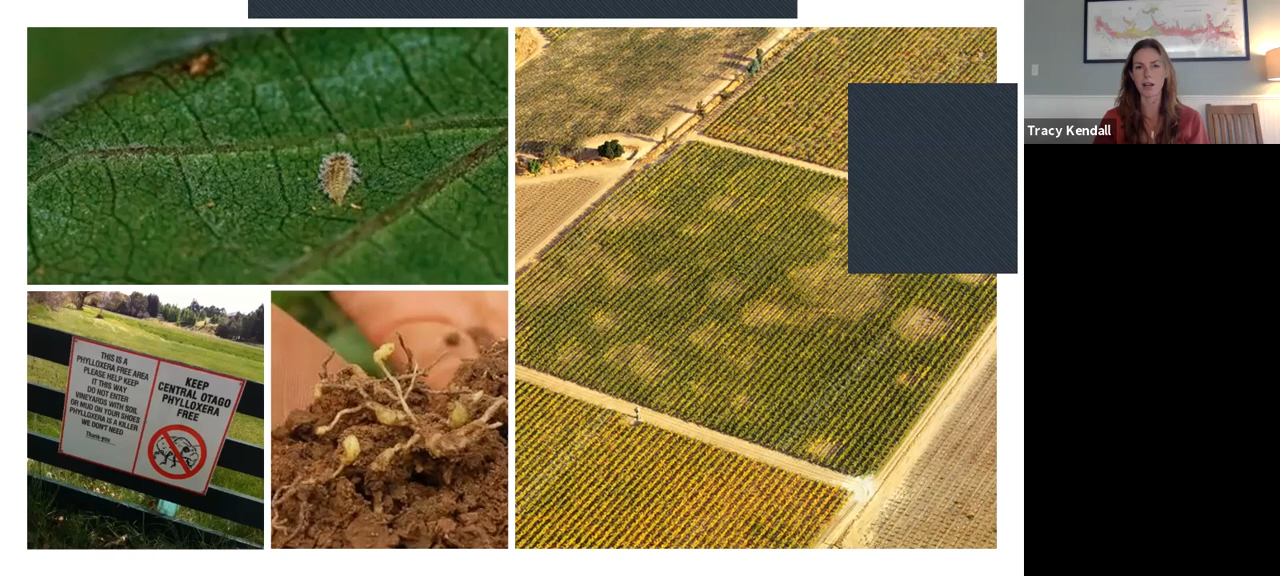 THIS IS A
PHYLLOXERA FREE AREA
PLEASE HELP KEEP
IT THIS WAY
DO NOT ENTER
VINEYARDS WITH SOIL
OR MUD ON YOUR SHOES
PHYLLOXERA IS A KILLER
WE DON'T NEED
Thank you
KEEP
CENTRAL OTAGO
PHYLLOXERA
FREE
Tracy Kendall